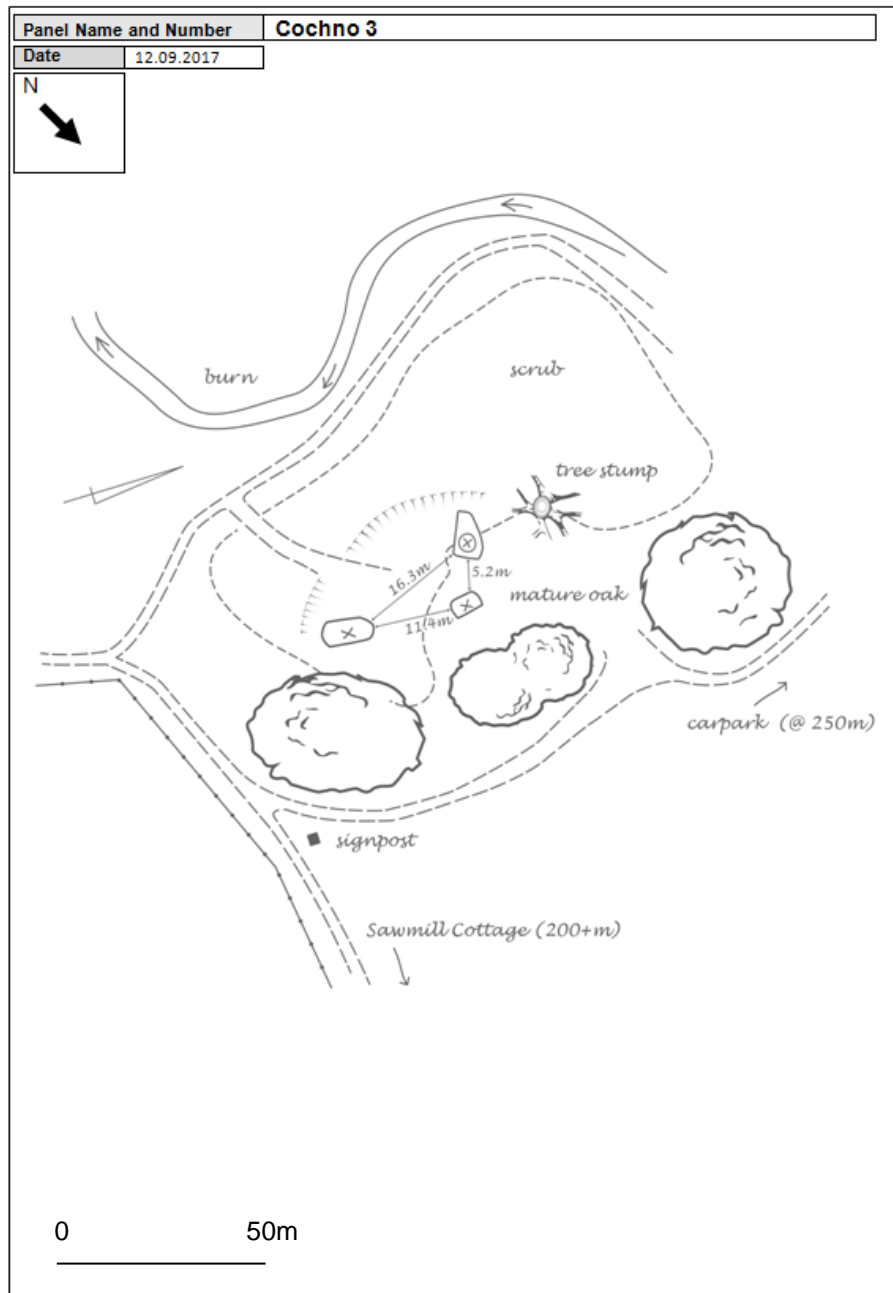 Panel Name and Number Cochno 3
Date 12.09.2017
N
burn
scrub
tree stump
16.3m
5.2m
mature oak
11.4m
carpark (@ 250m)
signpost
Sawmill Cottage (200+m)
0 50m